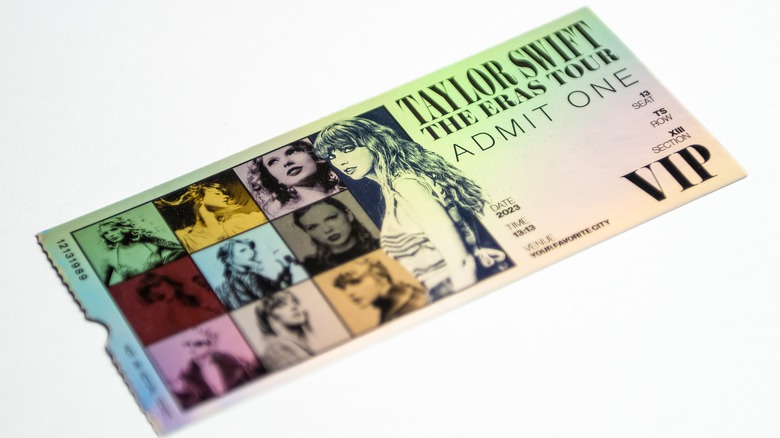 TAYLOR SWIFT
THE ERAS TOUR
ADMIT ONE
13
SEAT
TS
ROW
XIII
SECTION
VIP
DATE
2023
TIME
13:13
VENUE
YOUR FAVORITE CITY
12131989